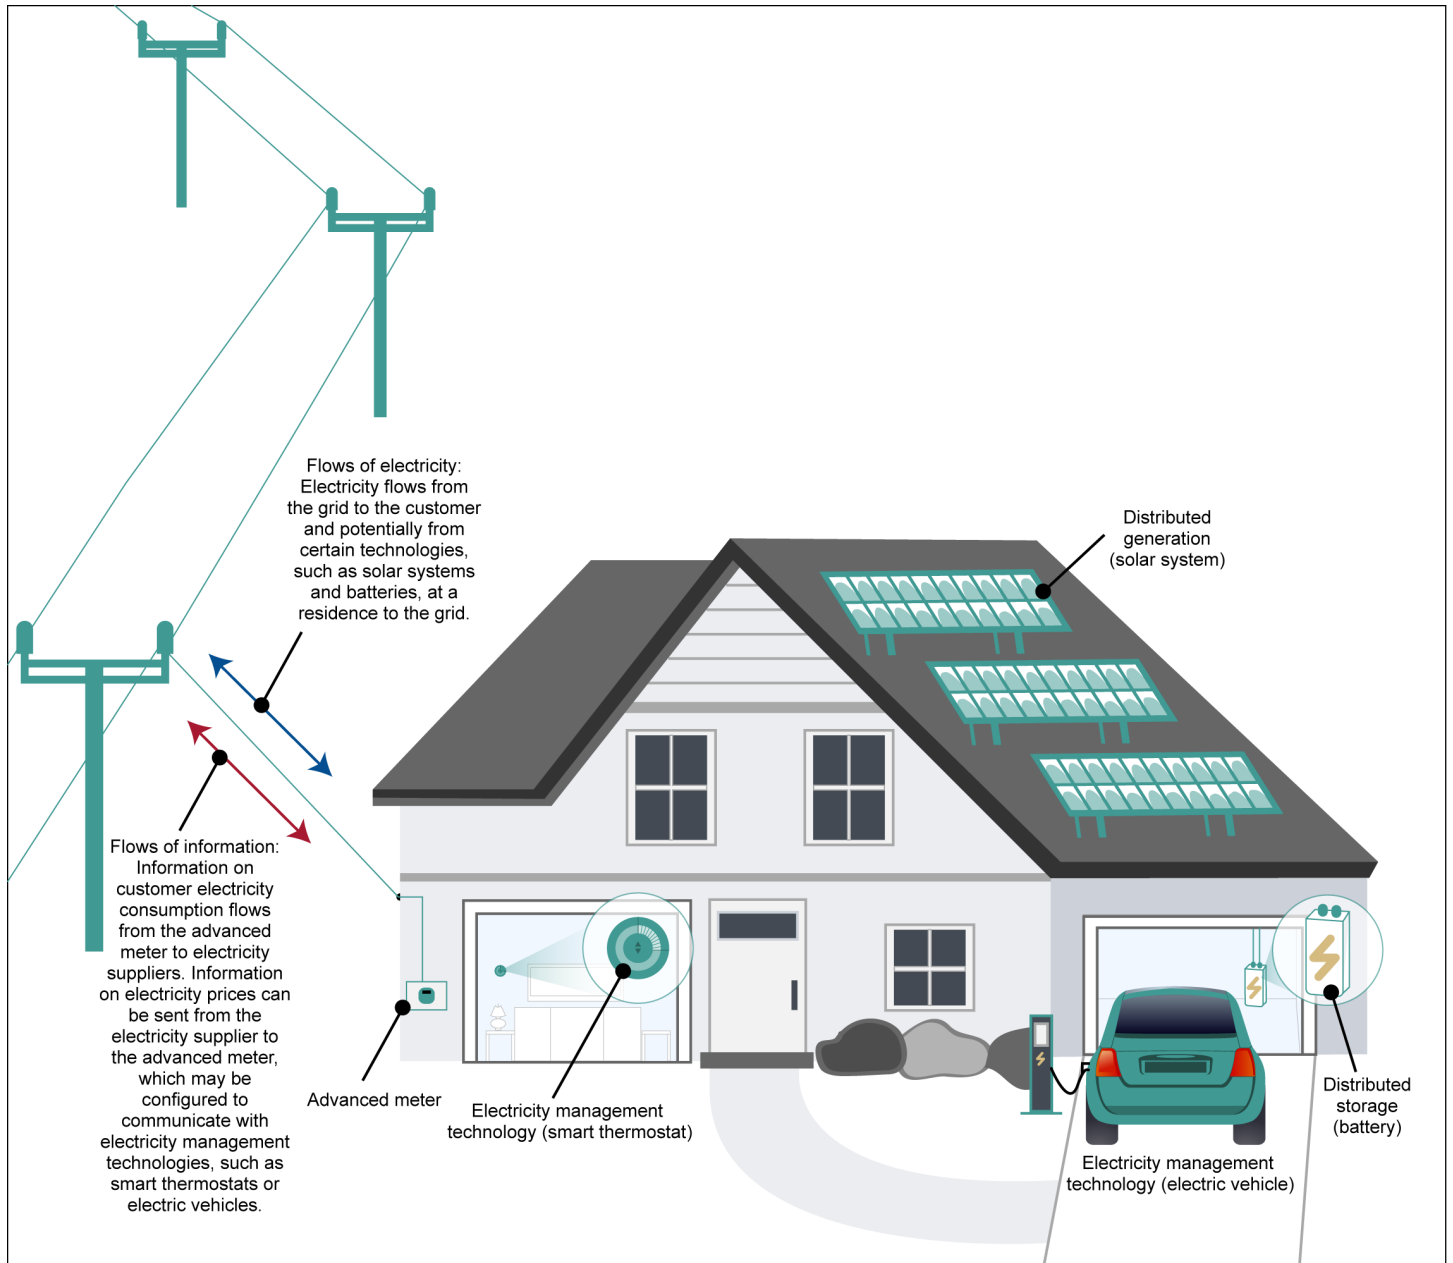 Flows of electricity:
Electricity flows from
the grid to the customer
and potentially from
certain technologies,
such as solar systems
and batteries, at a
residence to the grid.
Distributed
generation
(solar system)
Flows of information:
Information on
customer electricity
consumption flows
from the advanced
meter to electricity
suppliers. Information
on electricity prices can
be sent from the
electricity supplier to
the advanced meter,
which may be
configured to
communicate with
electricity management
technologies, such as
smart thermostats or
electric vehicles.
Advanced meter
Electricity management
technology (smart thermostat)
Electricity management
technology (electric vehicle)
Distributed
storage
(battery)